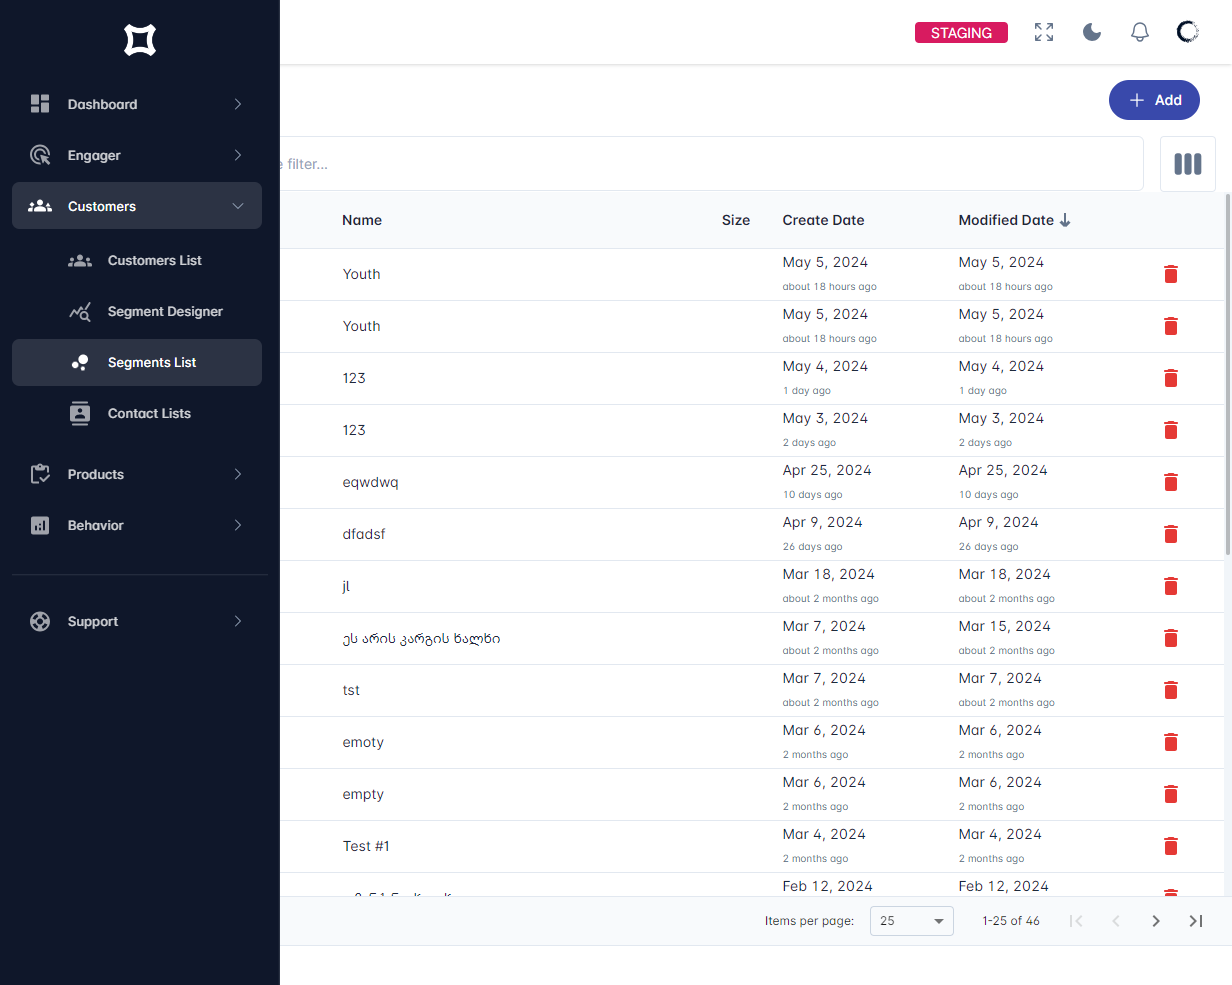 STAGING
Dashboard
Engager
Customers
Customers List
Segment Designer
Segments List
Contact Lists
Products
Behavior
Support
Add
filter...
Name Size Create Date Modified Date
Youth May 5, 2024 May 5, 2024
about 18 hours ago about 18 hours ago
Youth May 5, 2024 May 5, 2024
about 18 hours ago about 18 hours ago
123 May 4, 2024 May 4, 2024
1 day ago 1 day ago
123 May 3, 2024 May 3, 2024
2 days ago 2 days ago
eqwdwq Apr 25, 2024 Apr 25, 2024
10 days ago 10 days ago
dfadsf Apr 9, 2024 Apr 9, 2024
26 days ago 26 days ago
jl Mar 18, 2024 Mar 18, 2024
about 2 months ago about 2 months ago
ეს არის კარგის ხალხი Mar 7, 2024 Mar 15, 2024
about 2 months ago about 2 months ago
tst Mar 7, 2024 Mar 7, 2024
about 2 months ago about 2 months ago
emoty Mar 6, 2024 Mar 6, 2024
2 months ago 2 months ago
empty Mar 6, 2024 Mar 6, 2024
2 months ago 2 months ago
Test #1 Mar 4, 2024 Mar 4, 2024
2 months ago 2 months ago
Feb 12, 2024 Feb 12, 2024
Items per page: 25 1-25 of 46